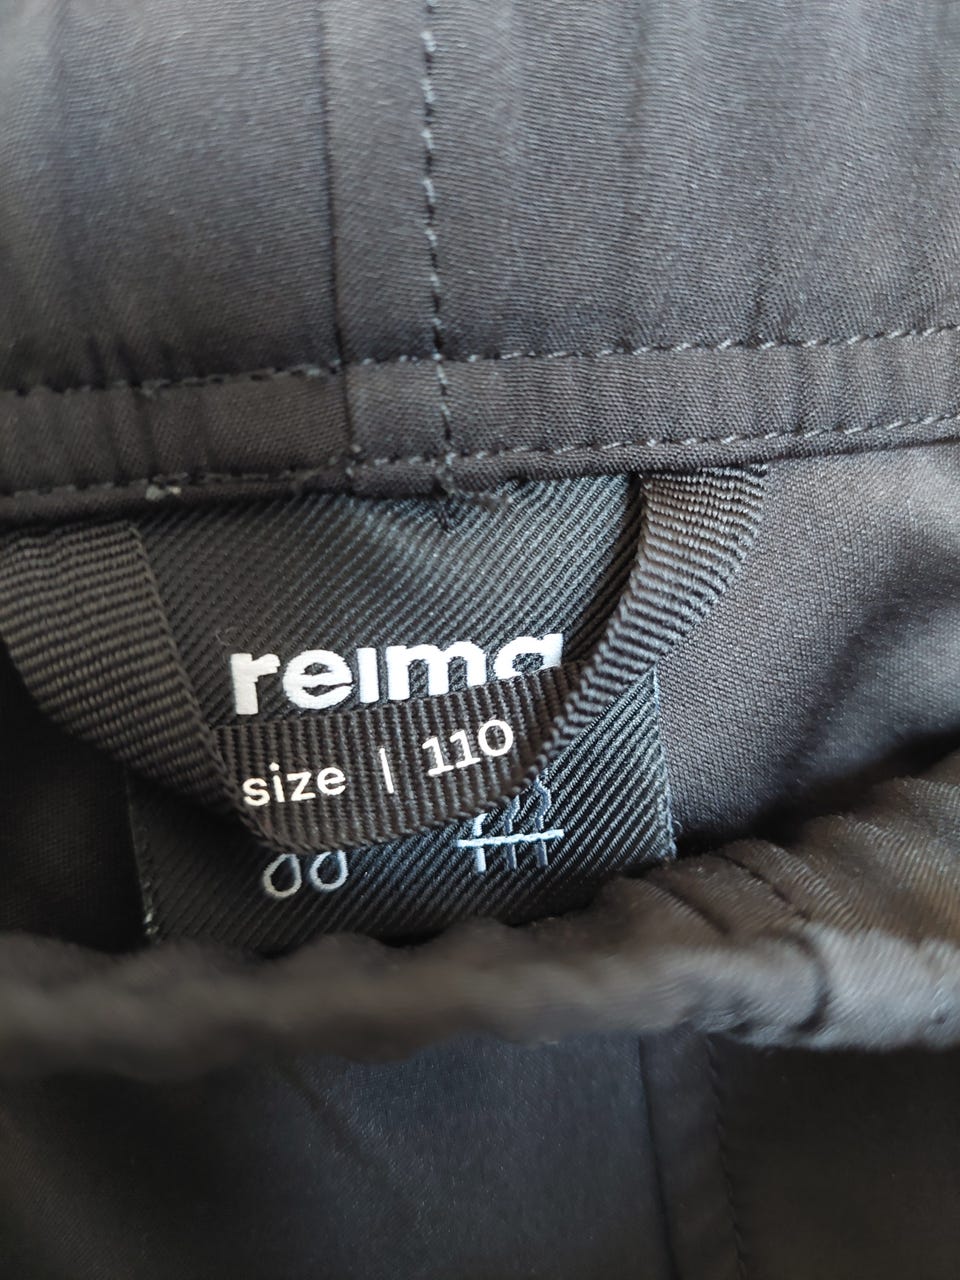 reima
size | 110